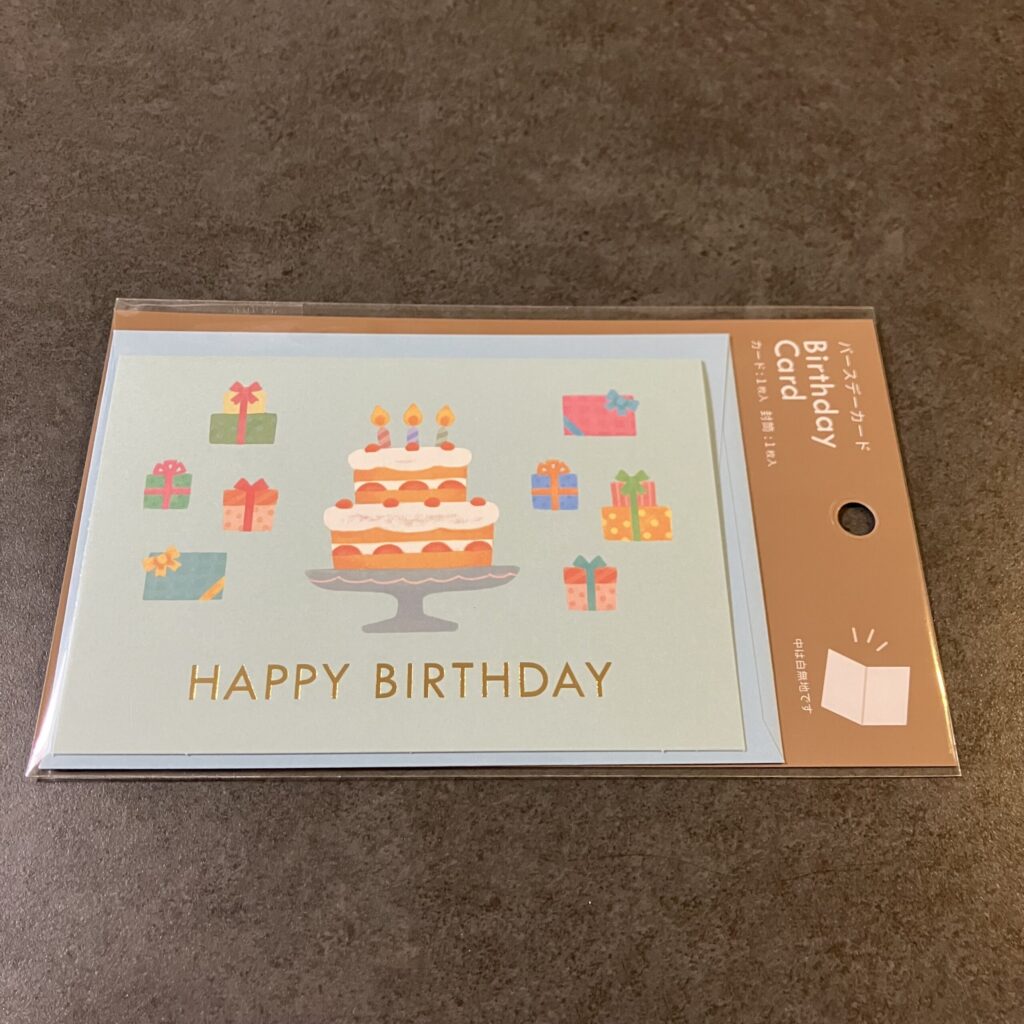 HAPPY BIRTHDAY
バースデーカード
Birthday
Card
カード：1枚入 封筒：1枚入
中は白無地です